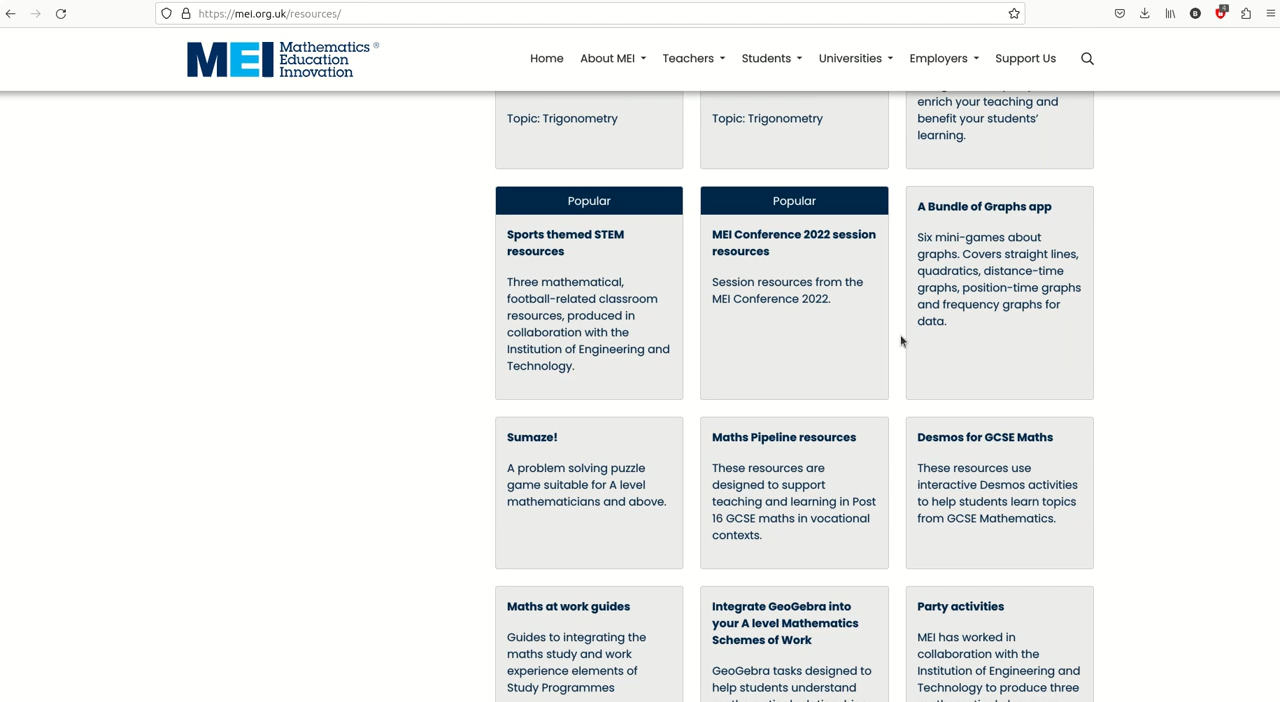 https://mei.org.uk/resources/
4
MEI Mathematics ®
Education
Innovation
Home About MEI Teachers Students Universities Employers Support Us
enrich your teaching and
benefit your students'
learning.
Topic: Trigonometry
Topic: Trigonometry
Popular
Sports themed STEM
resources
Three mathematical,
football-related classroom
resources, produced in
collaboration with the
Institution of Engineering and
Technology.
Popular
MEI Conference 2022 session
resources
Session resources from the
MEI Conference 2022.
A Bundle of Graphs app
Six mini-games about
graphs. Covers straight lines,
quadratics, distance-time
graphs, position-time graphs
and frequency graphs for
data.
Sumaze!
A problem solving puzzle
game suitable for A level
mathematicians and above.
Maths Pipeline resources
These resources are
designed to support
teaching and learning in Post
16 GCSE maths in vocational
contexts.
Desmos for GCSE Maths
These resources use
interactive Desmos activities
to help students learn topics
from GCSE Mathematics.
Maths at work guides
Guides to integrating the
maths study and work
experience elements of
Study Programmes
Integrate GeoGebra into
your A level Mathematics
Schemes of Work
GeoGebra tasks designed to
help students understand
Party activities
MEI has worked in
collaboration with the
Institution of Engineering and
Technology to produce three